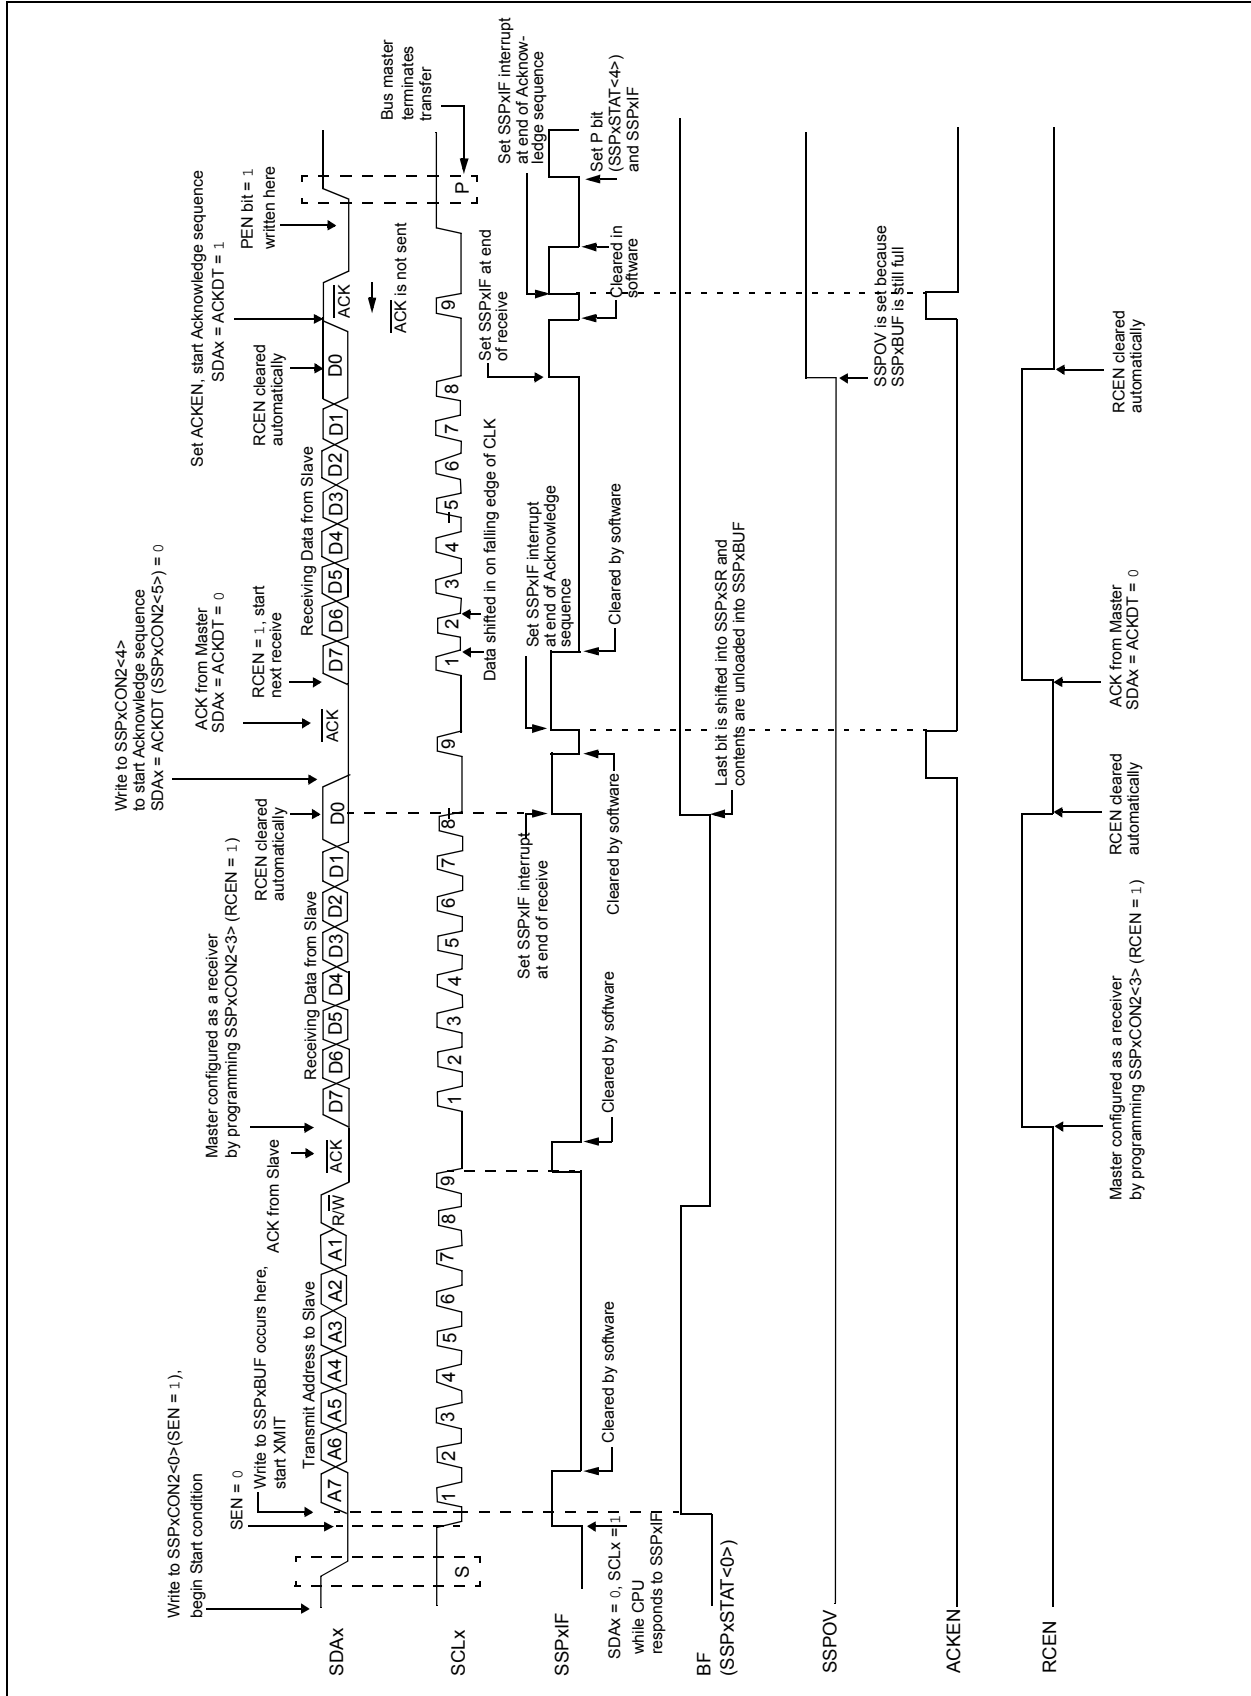 Write to SSPxCON2<0>(SEN = 1),
begin Start condition
SEN = 0
Write to SSPxBUF occurs here,
start XMIT
ACK from Slave
Master configured as a receiver
by programming SSPxCON2<3> (RCEN = 1)
RCEN cleared
automatically
Write to SSPxCON2<4>
to start Acknowledge sequence
SDAx = ACKDT (SSPxCON2<5>) = 0
ACK from Master
SDAx = ACKDT = 0
RCEN = 1, start
next receive
RCEN cleared
automatically
Set ACKEN, start Acknowledge sequence
SDAx = ACKDT = 1
PEN bit = 1
written here
Transmit Address to Slave
Receiving Data from Slave
Receiving Data from Slave
SDAx
A7 A6 A5 A4 A3 A2 A1 R/W ACK D7 D6 D5 D4 D3 D2 D1 D0 ACK D7 D6 D5 D4 D3 D2 D1 D0 ACK
ACK is not sent
Bus master
terminates
transfer
SCLx
S 1 2 3 4 5 6 7 8 9 1 2 3 4 5 6 7 8 9 1 2 3 4 5 6 7 8 9 P
Data shifted in on falling edge of CLK
Set SSPxIF interrupt
at end of receive
Set SSPxIF interrupt
at end of Acknowledge
sequence
Set SSPxIF at end
of receive
Set SSPxIF interrupt
at end of Acknow-
ledge sequence
SSPxIF
SDAx = 0, SCLx = 1
while CPU
responds to SSPxIF
Cleared by software
Cleared by software
Cleared by software
Cleared by software
Cleared in
software
Set P bit
(SSPxSTAT<4>)
and SSPxIF
BF
(SSPxSTAT<0>)
Last bit is shifted into SSPxSR and
contents are unloaded into SSPxBUF
SSPOV
SSPOV is set because
SSPxBUF is still full
ACKEN
RCEN
Master configured as a receiver
by programming SSPxCON2<3> (RCEN = 1)
RCEN cleared
automatically
ACK from Master
SDAx = ACKDT = 0
RCEN cleared
automatically